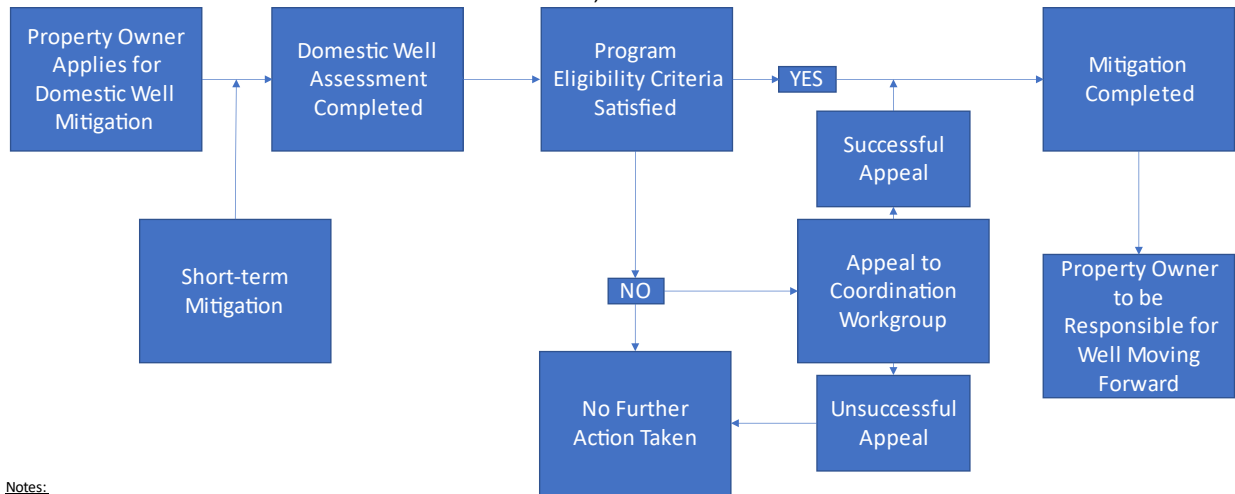 Property Owner
Applies for
Domestic Well
Mitigation
Domestic Well
Assessment
Completed
Program
Eligibility Criteria
Satisfied
YES
Mitigation
Completed
Successful
Appeal
Short-term
Mitigation
NO
Appeal to
Coordination
Workgroup
Property Owner
to be
Responsible for
Well Moving
Forward
No Further
Action Taken
Unsuccessful
Appeal
Notes: